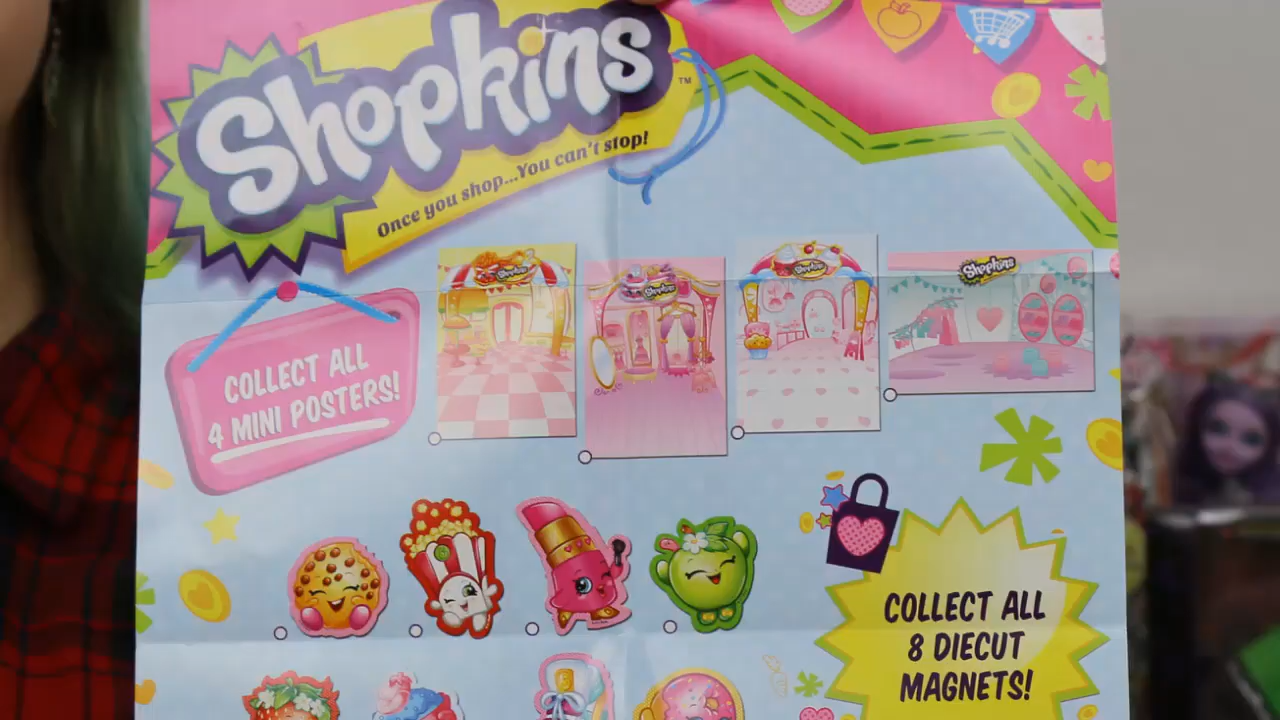 Shopkins™
Once you shop...You can't stop!
COLLECT ALL
4 MINI POSTERS!
Shopkins
Shopkins
Shopkins
Shopkins
COLLECT ALL
8 DIECUT
MAGNETS!